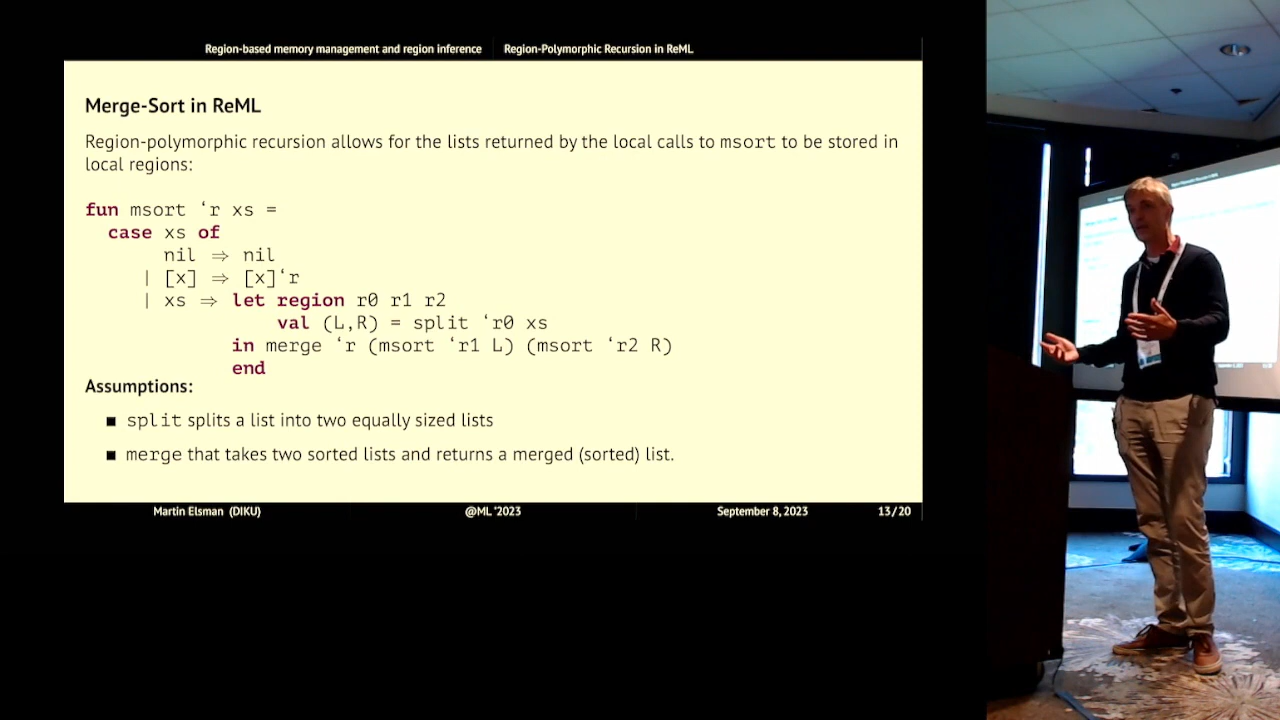 Region-based memory management and region inference
Region-Polymorphic Recursion in ReML
Merge-Sort in ReML
Region-polymorphic recursion allows for the lists returned by the local calls to msort to be stored in
local regions:
fun msort ‘r xs =
case xs of
nil ⇒ nil
| [x] ⇒ [x]‘r
| xs ⇒ let region r0 r1 r2
val (L,R) = split ‘r0 xs
in merge ‘r (msort ‘r1 L) (msort ‘r2 R)
end
Assumptions:
■ split splits a list into two equally sized lists
■ merge that takes two sorted lists and returns a merged (sorted) list.
Martin Elsman (DIKU)
@ML '2023
September 8, 2023
13/20